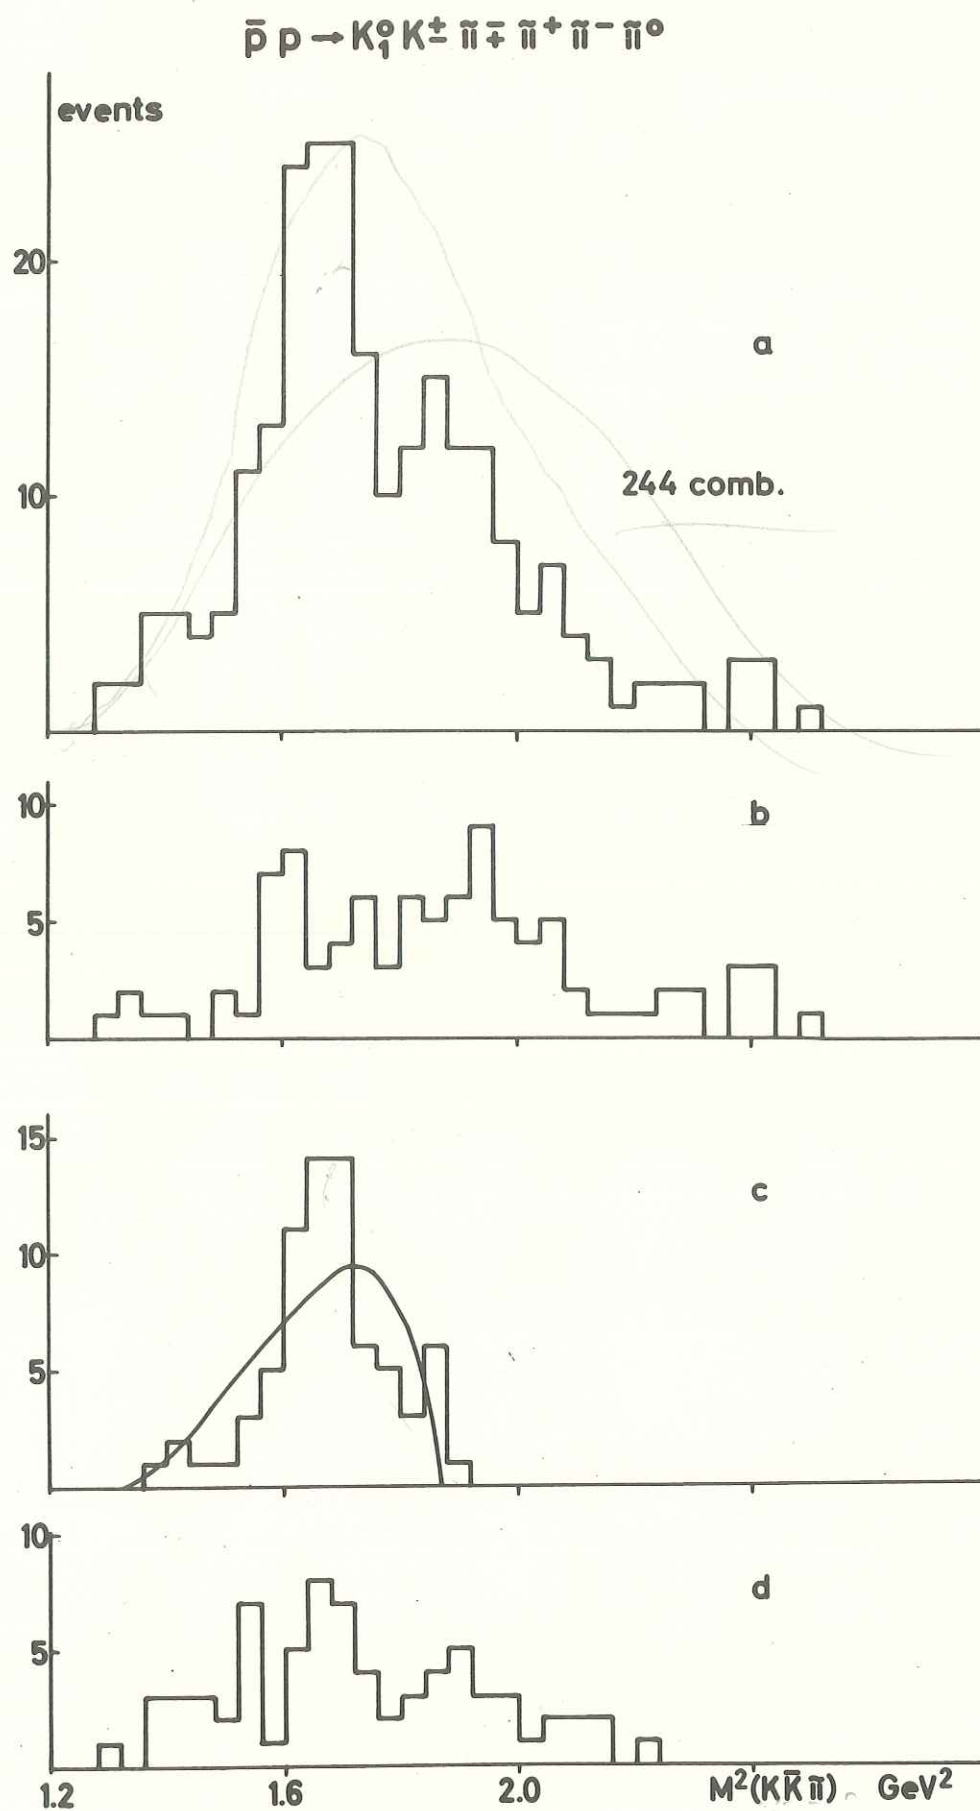 p̄ p → K₁⁰ K± π̃∓ π̃⁺ π̃⁻ π̃⁰
events
20
a
244 comb.
10
10
b
5
15
c
10
5
10
d
5
1.2 1.6 2.0 M²(KK̄π̃) GeV²